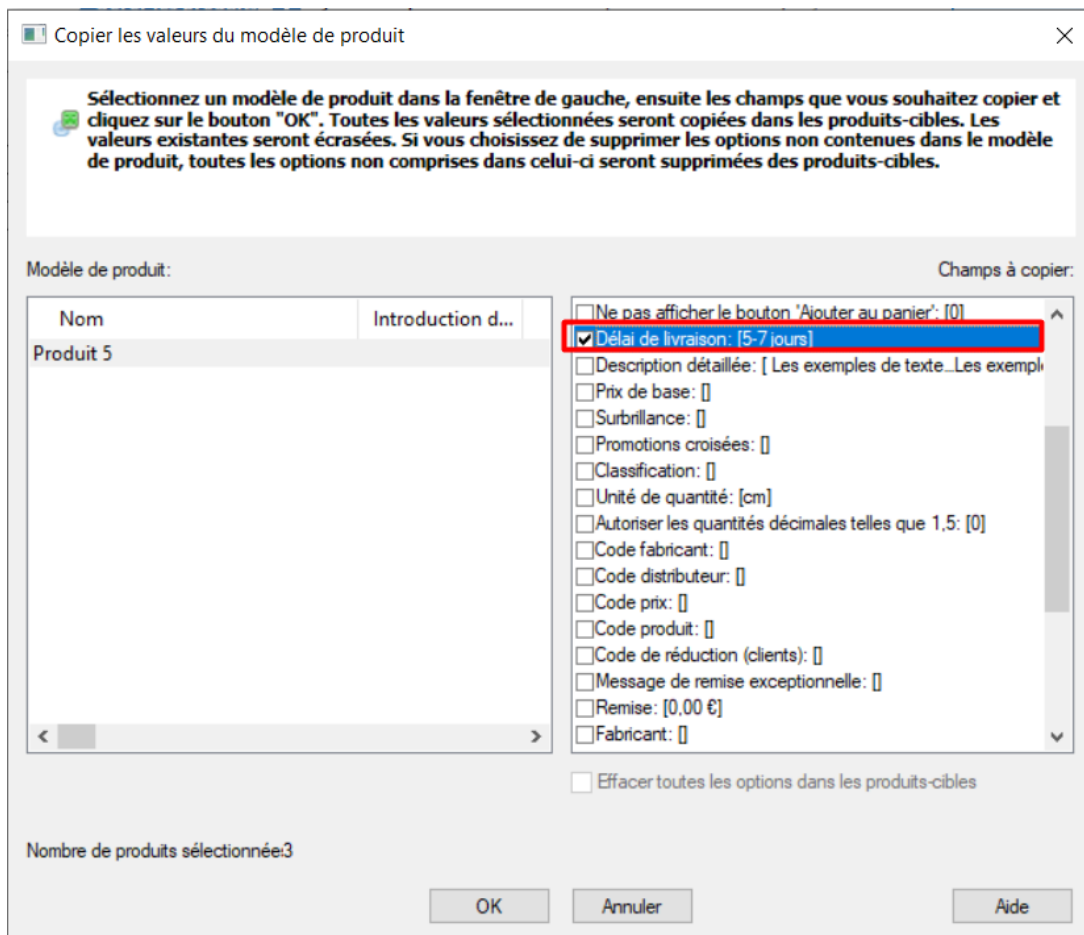 Copier les valeurs du modèle de produit
Sélectionnez un modèle de produit dans la fenêtre de gauche, ensuite les champs que vous souhaitez copier et
cliquez sur le bouton "OK". Toutes les valeurs sélectionnées seront copiées dans les produits-cibles. Les
valeurs existantes seront écrasées. Si vous choisissez de supprimer les options non contenues dans le modèle
de produit, toutes les options non comprises dans celui-ci seront supprimées des produits-cibles.
Modèle de produit:
Nom
Introduction d...
Produit 5
Champs à copier:
Ne pas afficher le bouton 'Ajouter au panier': [0]
Délai de livraison: [5-7 jours]
Description détaillée: [ Les exemples de texte...Les exempl
Prix de base: []
Surbrillance: []
Promotions croisées: []
Classification: []
Unité de quantité: [cm]
Autoriser les quantités décimales telles que 1,5: [0]
Code fabricant: []
Code distributeur: []
Code prix: []
Code produit: []
Code de réduction (clients): []
Message de remise exceptionnelle: []
Remise: [0,00 €]
Fabricant: []
Effacer toutes les options dans les produits-cibles
Nombre de produits sélectionnée:3
OK
Annuler
Aide